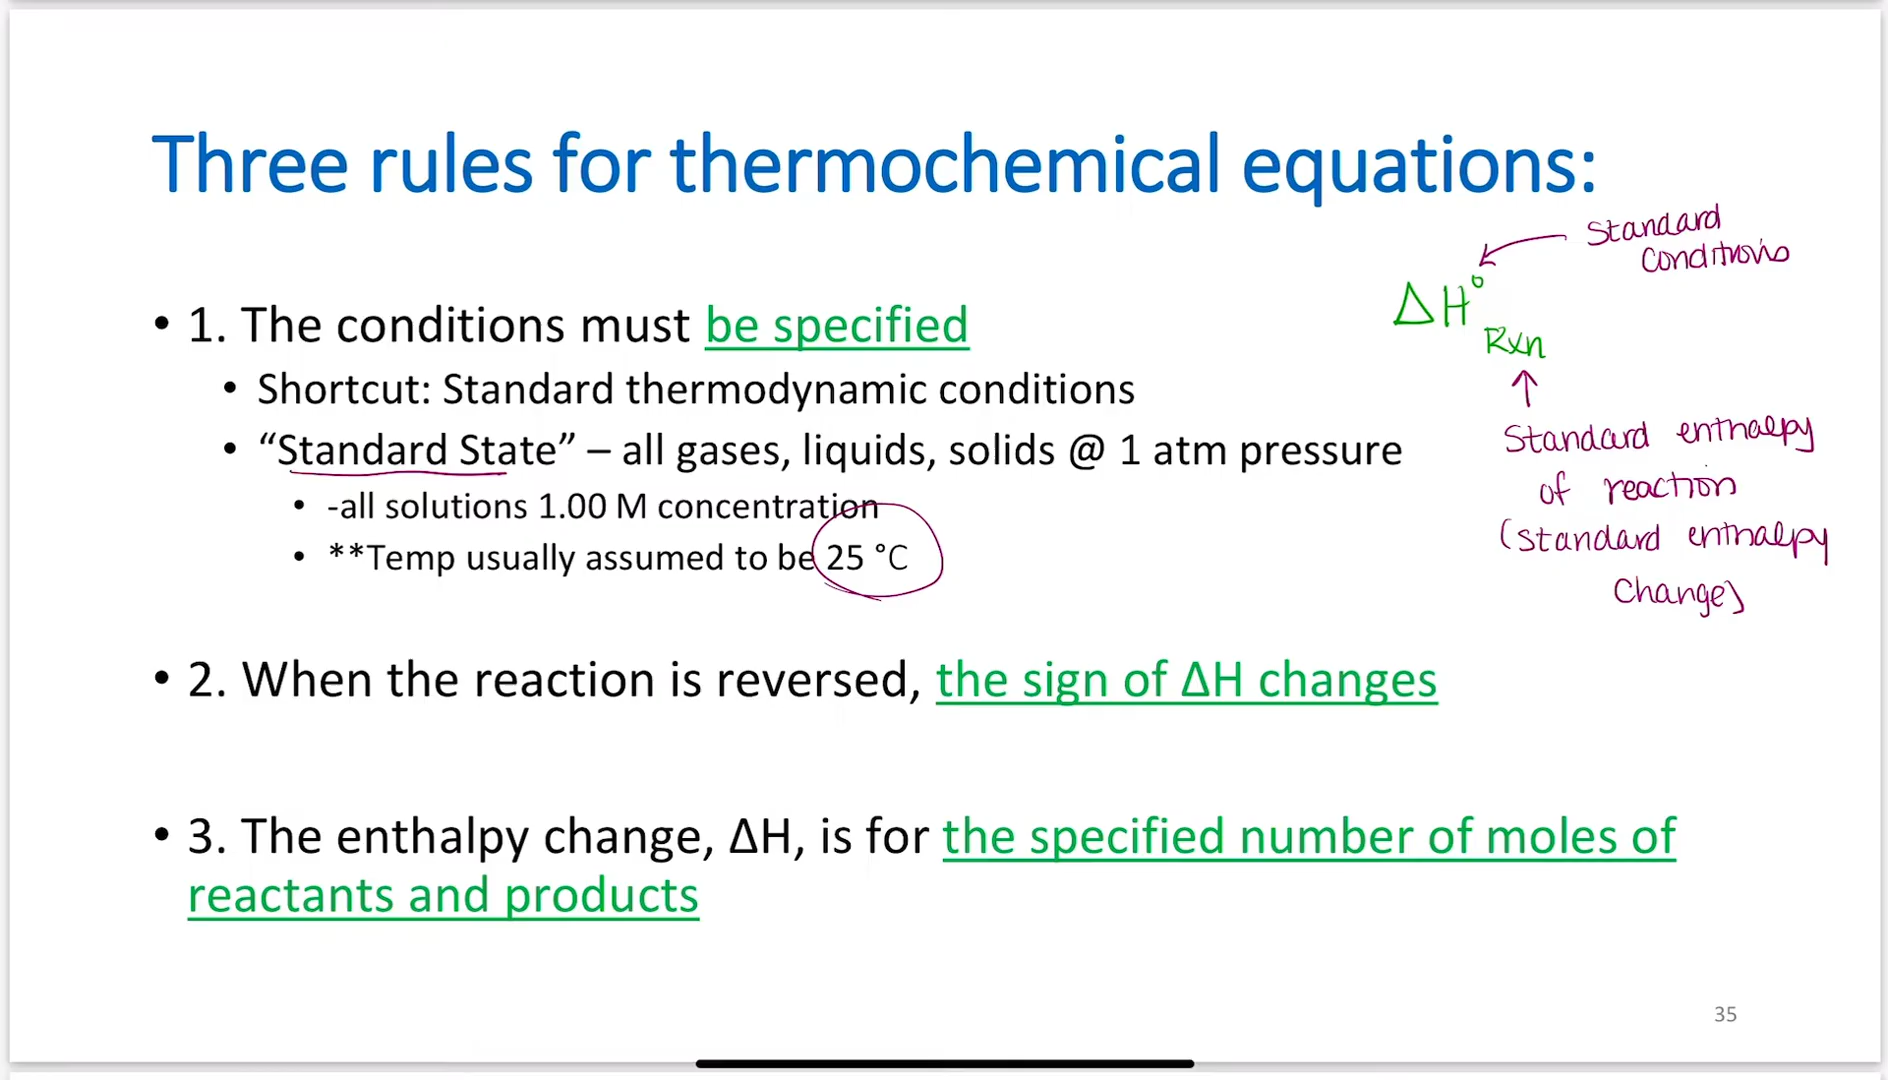 Three rules for thermochemical equations:
Standard
Conditions
ΔH°
Rxn
• 1. The conditions must be specified
• Shortcut: Standard thermodynamic conditions
• “Standard State” – all gases, liquids, solids @ 1 atm pressure
• -all solutions 1.00 M concentration
• **Temp usually assumed to be 25 °C
Standard enthalpy
of reaction
(standard enthalpy
Change)
• 2. When the reaction is reversed, the sign of ΔH changes
• 3. The enthalpy change, ΔH, is for the specified number of moles of
reactants and products
35